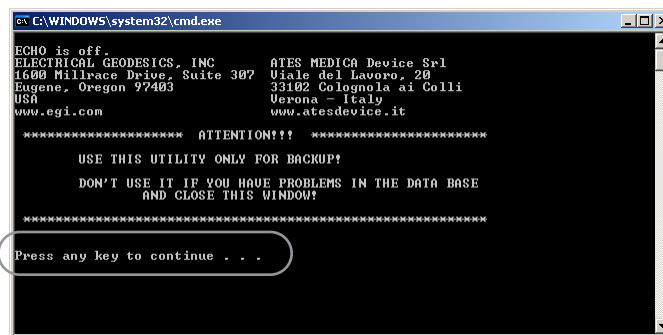 C:\WINDOWS\system32\cmd.exe
ECHO is off.
ELECTRICAL GEODESICS, INC ATES MEDICA Device Srl
1600 Millrace Drive, Suite 307 Viale del Lavoro, 20
Eugene, Oregon 97403 33102 Colognola ai Colli
USA Verona - Italy
www.egi.com www.atesdevice.it
******************** ATTENTION!!! **********************
USE THIS UTILITY ONLY FOR BACKUP!
DON'T USE IT IF YOU HAVE PROBLEMS IN THE DATA BASE
AND CLOSE THIS WINDOW!
**********************************************************
Press any key to continue . . .